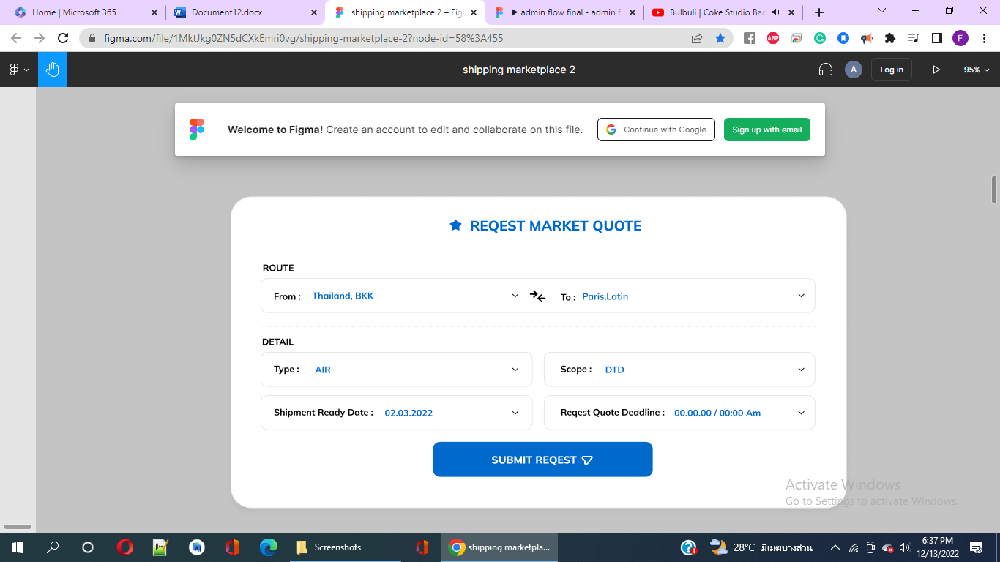 Home | Microsoft 365
Document12.docx
shipping marketplace 2 – Fig
▶ admin flow final - admin fl
Bulbuli | Coke Studio Ban
figma.com/file/1MktJkg0ZN5dCXkEmri0vg/shipping-marketplace-2?node-id=58%3A455
ABP
F
shipping marketplace 2
A
Log in
95%
Welcome to Figma! Create an account to edit and collaborate on this file.
Continue with Google
Sign up with email
REQEST MARKET QUOTE
ROUTE
From : Thailand, BKK
To : Paris,Latin
DETAIL
Type : AIR
Scope : DTD
Shipment Ready Date : 02.03.2022
Reqest Quote Deadline : 00.00.00 / 00:00 Am
SUBMIT REQEST
Activate Windows
Go to Settings to activate Windows.
Screenshots
shipping marketpla...
28°C มีเมฆบางส่วน
6:37 PM
12/13/2022